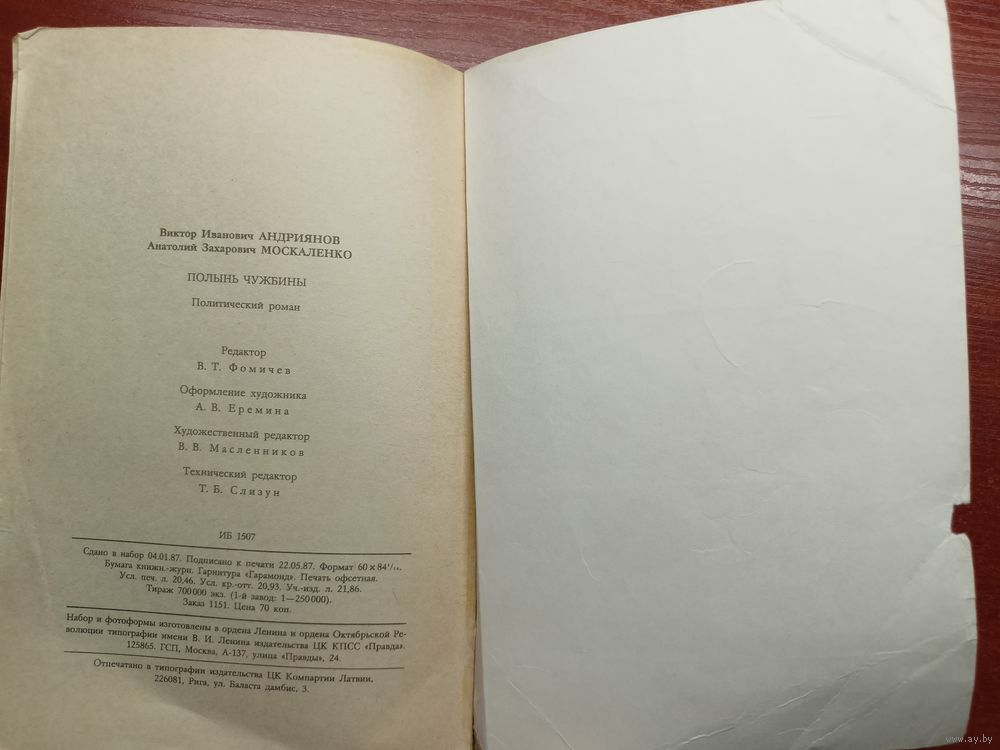 Виктор Иванович АНДРИЯНОВ
Анатолий Захарович МОСКАЛЕНКО
ПОЛЫНЬ ЧУЖБИНЫ
Политический роман
Редактор
В. Т. Фомичев
Оформление художника
А. В. Еремина
Художественный редактор
В. В. Масленников
Технический редактор
Т. Б. Слизун
ИБ 1507
Сдано в набор 04.01.87. Подписано к печати 22.05.87. Формат 60×84¹/₁₆.
Бумага книжн.-журн. Гарнитура «Гарамонд». Печать офсетная.
Усл. печ. л. 20,46. Усл. кр.-отт. 20,93. Уч.-изд. л. 21,86.
Тираж 700000 экз. (1-й завод: 1—250000).
Заказ 1151. Цена 70 коп.
Набор и фотоформы изготовлены в ордена Ленина и ордена Октябрьской Ре-
волюции типографии имени В. И. Ленина издательства ЦК КПСС «Правда».
125865, ГСП, Москва, А-137, улица «Правды», 24.
Отпечатано в типографии издательства ЦК Компартии Латвии,
226081, Рига, ул. Баласта дамбис, 3.
www.ay.by